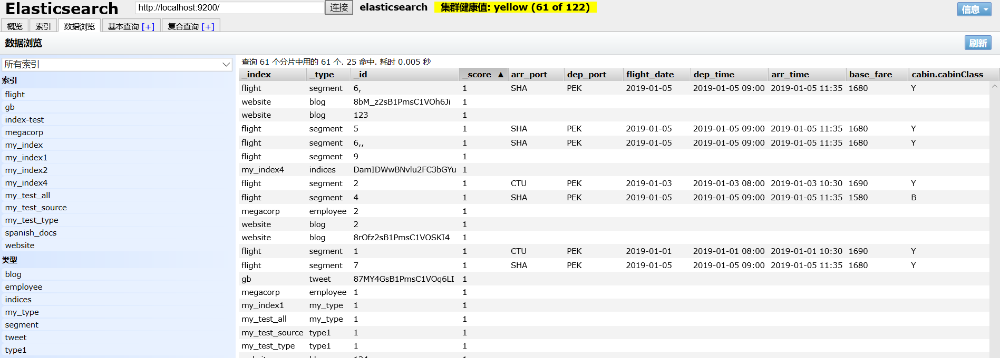 Elasticsearch http://localhost:9200/ 连接 elasticsearch 集群健康值: yellow (61 of 122) 信息
概览 索引 数据浏览 基本查询 [+] 复合查询 [+]
数据浏览 刷新
所有索引
索引
flight
gb
index-test
megacorp
my_index
my_index1
my_index2
my_index4
my_test_all
my_test_source
my_test_type
spanish_docs
website
类型
blog
employee
indices
my_type
segment
tweet
type1
查询 61 个分片中用的 61 个. 25 命中. 耗时 0.005 秒
_index _type _id _score ▲ arr_port dep_port flight_date dep_time arr_time base_fare cabin.cabinClass
flight segment 6, 1 SHA PEK 2019-01-05 2019-01-05 09:00 2019-01-05 11:35 1680 Y
website blog 8bM_z2sB1PmsC1VOh6Ji 1
website blog 123 1
flight segment 5 1 SHA PEK 2019-01-05 2019-01-05 09:00 2019-01-05 11:35 1680 Y
flight segment 6,, 1 SHA PEK 2019-01-05 2019-01-05 09:00 2019-01-05 11:35 1680 Y
flight segment 9 1
my_index4 indices DamIDWwBNvlu2FC3bGYu 1
flight segment 2 1 CTU PEK 2019-01-03 2019-01-03 08:00 2019-01-03 10:30 1690 Y
flight segment 4 1 SHA PEK 2019-01-05 2019-01-05 09:00 2019-01-05 11:35 1580 B
megacorp employee 2 1
website blog 2 1
website blog 8rOfz2sB1PmsC1VOSKI4 1
flight segment 1 1 CTU PEK 2019-01-01 2019-01-01 08:00 2019-01-01 10:30 1690 Y
flight segment 7 1 SHA PEK 2019-01-05 2019-01-05 09:00 2019-01-05 11:35 1680 Y
gb tweet 87MY4GsB1PmsC1VOq6LI 1
megacorp employee 1 1
my_index1 my_type 1 1
my_test_all my_type 1 1
my_test_source type1 1 1
my_test_type type1 1 1